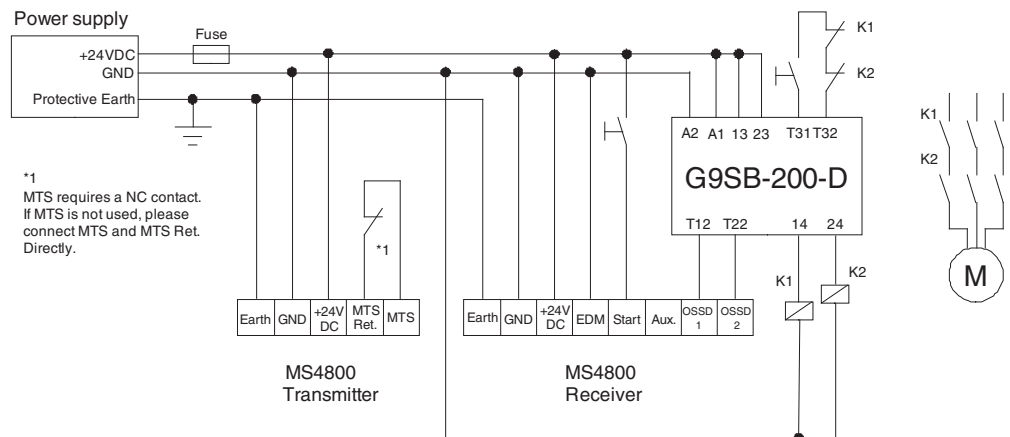 Power supply
+24VDC
GND
Protective Earth
Fuse
K1
K2
A2 A1 13 23 T31 T32
G9SB-200-D
T12 T22 14 24
K1
K2
K1
K2
M
*1
MTS requires a NC contact.
If MTS is not used, please
connect MTS and MTS Ret.
Directly.
*1
Earth GND +24V DC MTS Ret. MTS
MS4800
Transmitter
Earth GND +24V DC EDM Start Aux. OSSD 1 OSSD 2
MS4800
Receiver